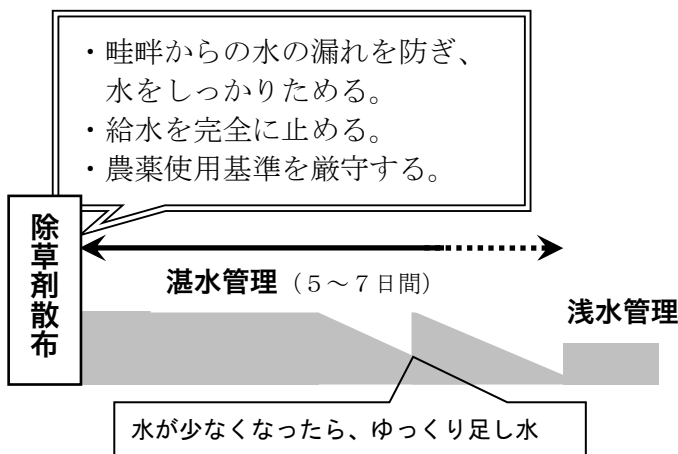 ・畦畔からの水の漏れを防ぎ、
水をしっかりためる。
・給水を完全に止める。
・農薬使用基準を厳守する。
除草剤散布
湛水管理（５～７日間）
浅水管理
水が少なくなったら、ゆっくり足し水